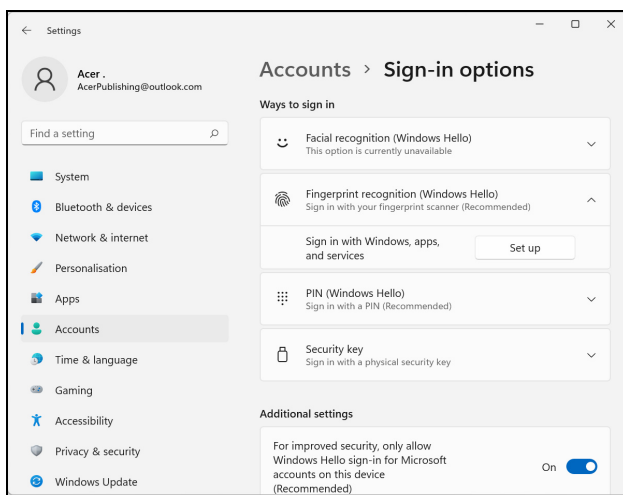 Settings
Acer .
AcerPublishing@outlook.com
Find a setting
System
Bluetooth & devices
Network & internet
Personalisation
Apps
Accounts
Time & language
Gaming
Accessibility
Privacy & security
Windows Update
Accounts > Sign-in options
Ways to sign in
Facial recognition (Windows Hello)
This option is currently unavailable
Fingerprint recognition (Windows Hello)
Sign in with your fingerprint scanner (Recommended)
Sign in with Windows, apps,
and services
Set up
PIN (Windows Hello)
Sign in with a PIN (Recommended)
Security key
Sign in with a physical security key
Additional settings
For improved security, only allow
Windows Hello sign-in for Microsoft
accounts on this device
(Recommended)
On